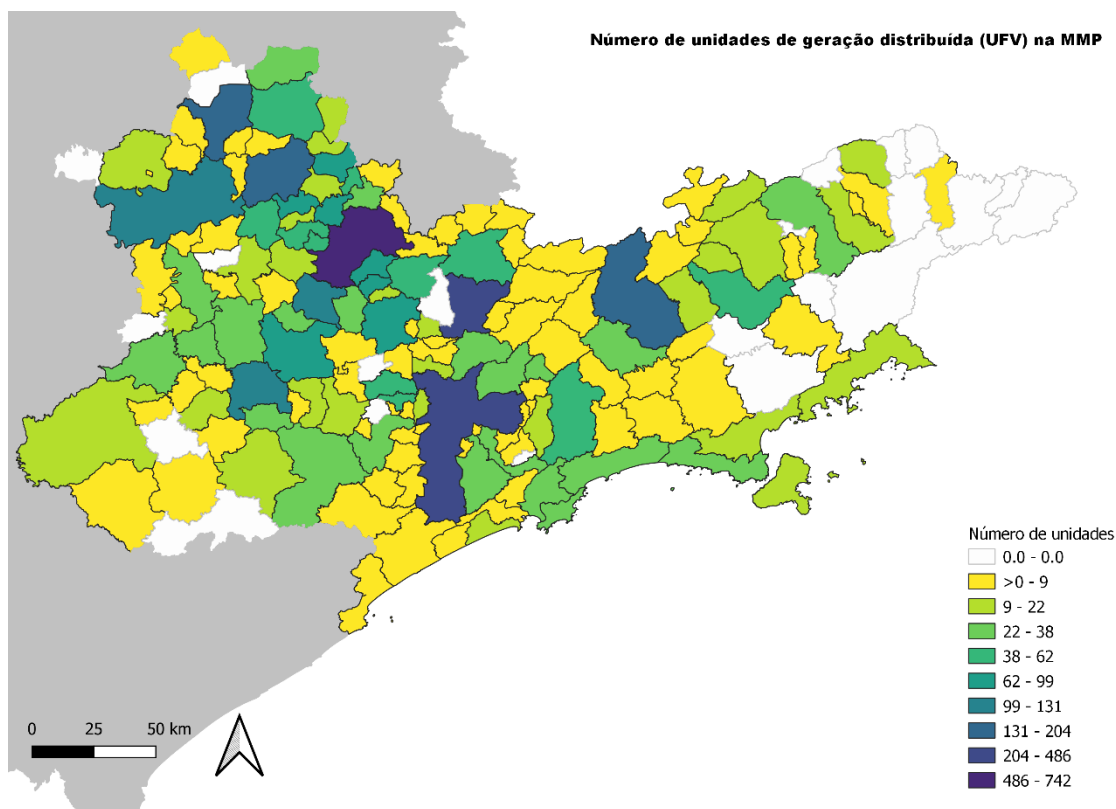 Número de unidades de geração distribuída (UFV) na MMP
Número de unidades
0.0 - 0.0
>0 - 9
9 - 22
22 - 38
38 - 62
62 - 99
99 - 131
131 - 204
204 - 486
486 - 742
0 25 50 km